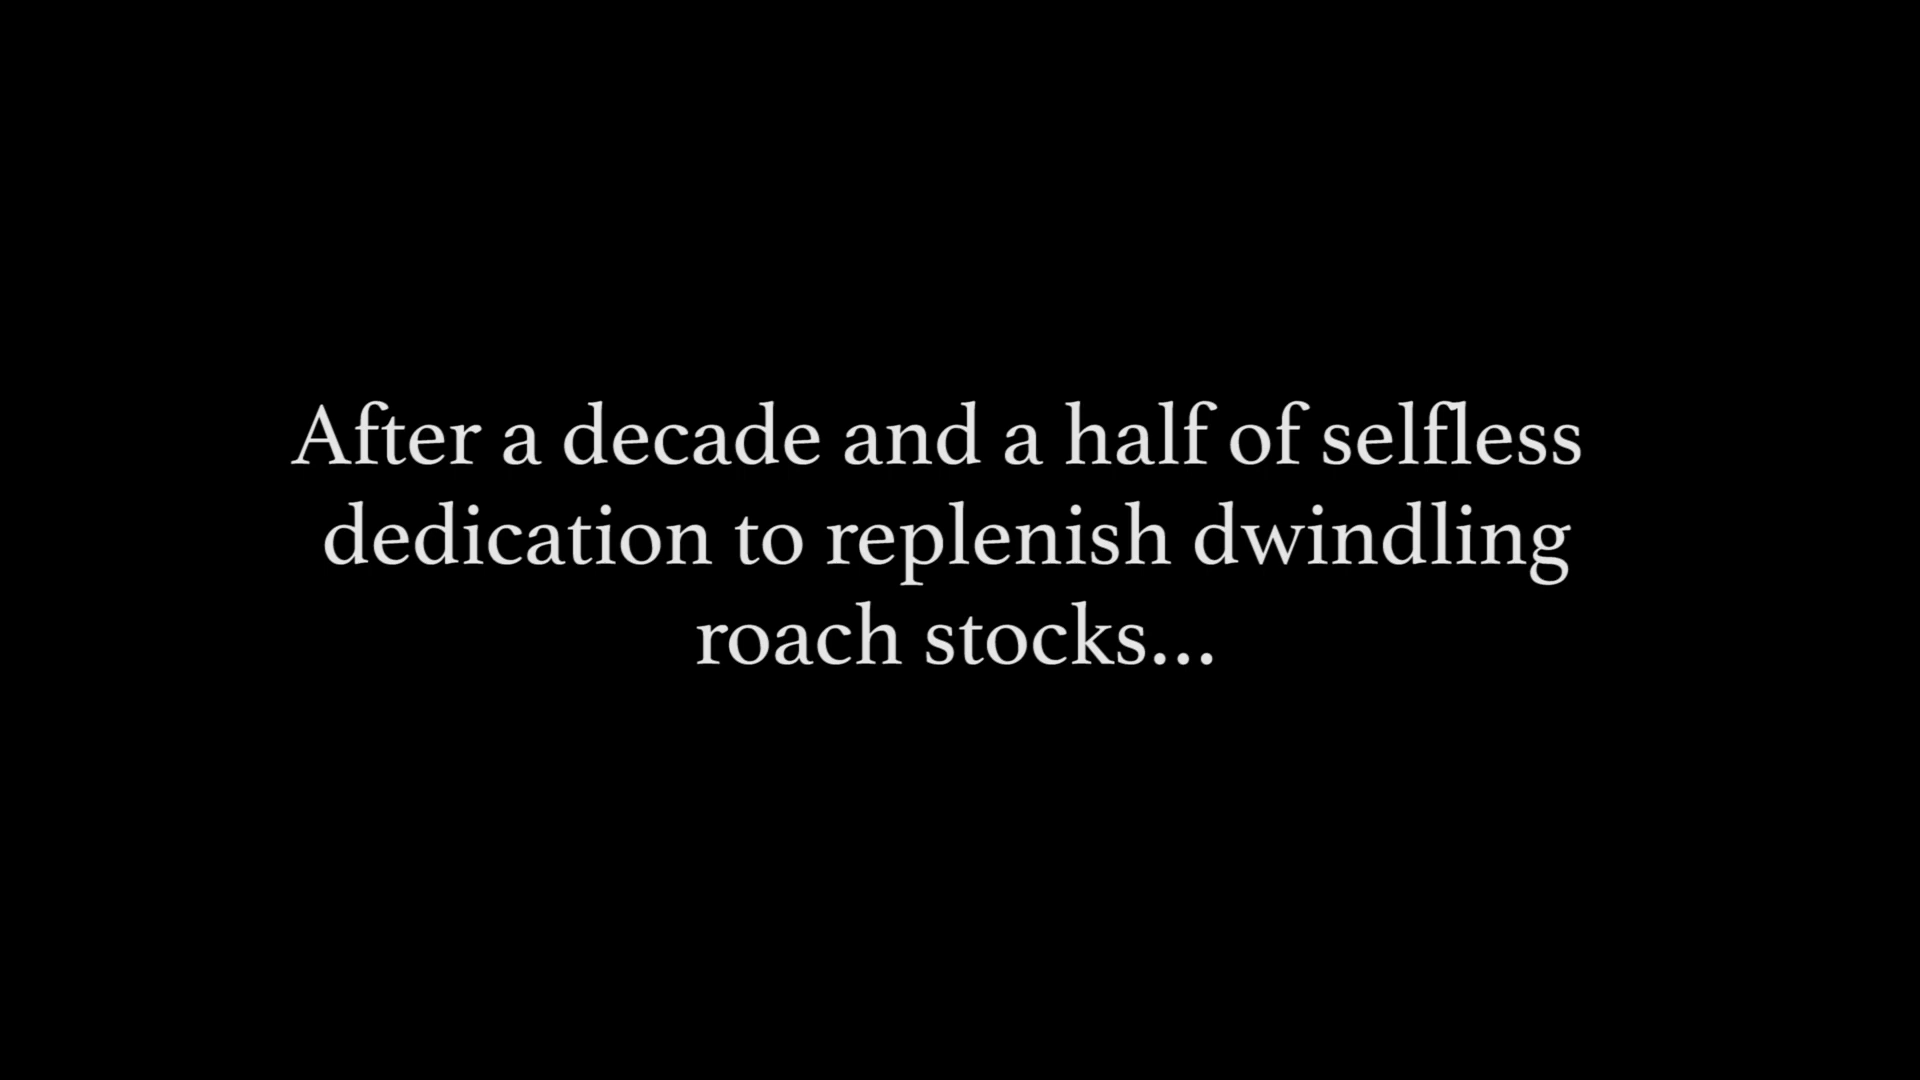 After a decade and a half of selfless
dedication to replenish dwindling
roach stocks...